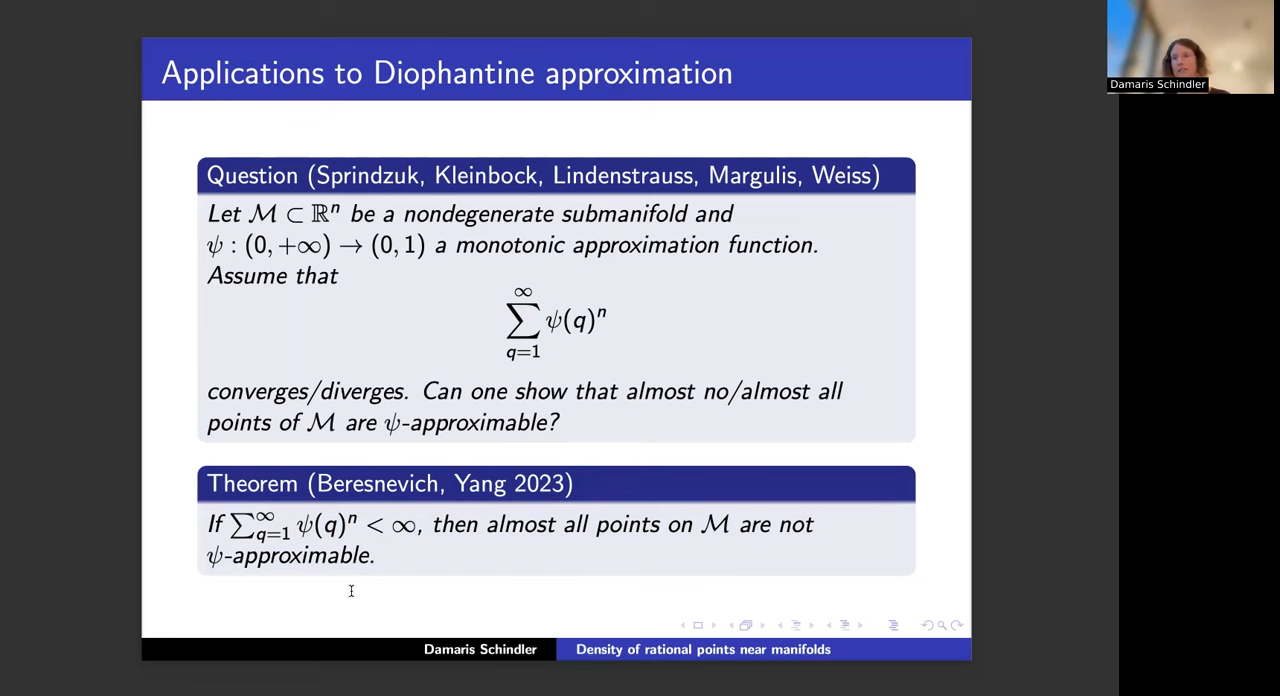 Applications to Diophantine approximation
Damaris Schindler
Question (Sprindzuk, Kleinbock, Lindenstrauss, Margulis, Weiss)
Let ℳ ⊂ ℝⁿ be a nondegenerate submanifold and
ψ : (0, +∞) → (0, 1) a monotonic approximation function.
Assume that
∑_{q=1}^{∞} ψ(q)ⁿ
converges/diverges. Can one show that almost no/almost all
points of ℳ are ψ-approximable?
Theorem (Beresnevich, Yang 2023)
If ∑_{q=1}^{∞} ψ(q)ⁿ < ∞, then almost all points on ℳ are not
ψ-approximable.
Damaris Schindler
Density of rational points near manifolds